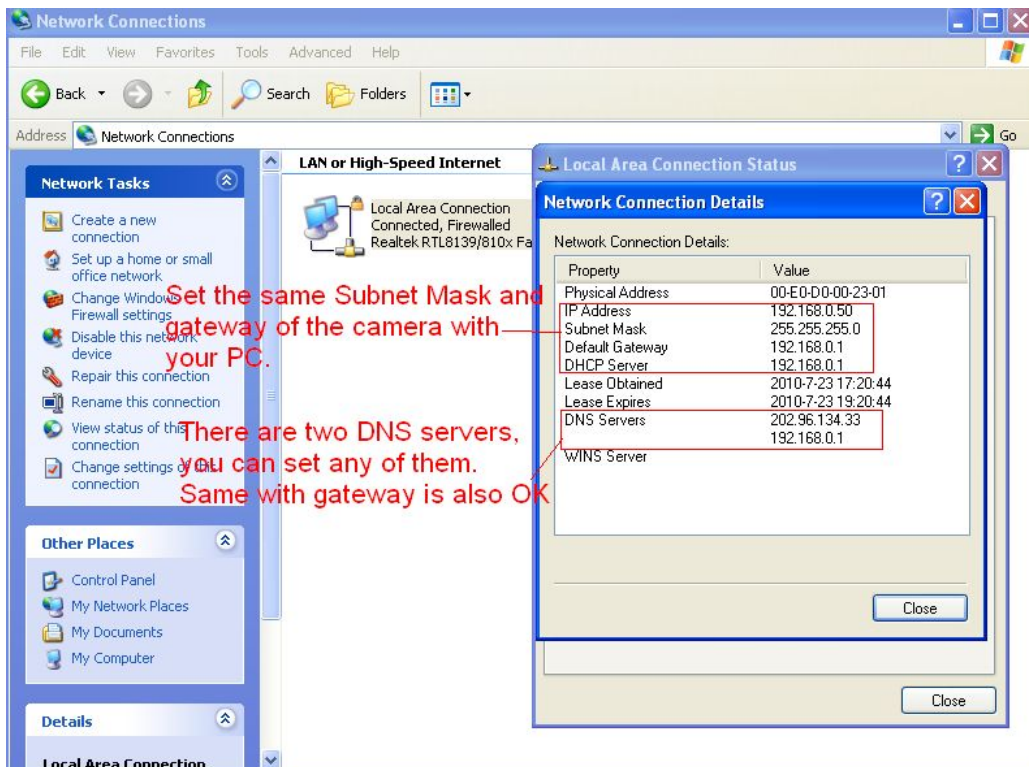 Network Connections
File Edit View Favorites Tools Advanced Help
Back Search Folders
Address Network Connections Go
Network Tasks
Create a new
connection
Set up a home or small
office network
Change Windows
Firewall settings
Disable this network
device
Repair this connection
Rename this connection
View status of this
connection
Change settings of this
connection
Other Places
Control Panel
My Network Places
My Documents
My Computer
Details
Local Area Connection
LAN or High-Speed Internet
Local Area Connection
Connected, Firewalled
Realtek RTL8139/810x Fa
Set the same Subnet Mask and
gateway of the camera with
your PC.
There are two DNS servers,
you can set any of them.
Same with gateway is also OK
Local Area Connection Status
Network Connection Details
Network Connection Details:
Property Value
Physical Address 00-E0-D0-00-23-01
IP Address 192.168.0.50
Subnet Mask 255.255.255.0
Default Gateway 192.168.0.1
DHCP Server 192.168.0.1
Lease Obtained 2010-7-23 17:20:44
Lease Expires 2010-7-23 19:20:44
DNS Servers 202.96.134.33
192.168.0.1
WINS Server
Close
Close